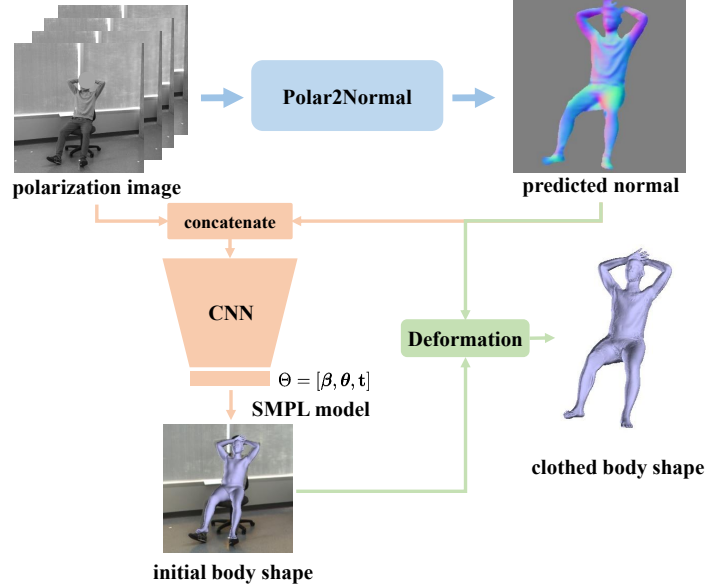 Polar2Normal
polarization image
predicted normal
concatenate
CNN
Deformation
Θ = [β, θ, t]
SMPL model
clothed body shape
initial body shape